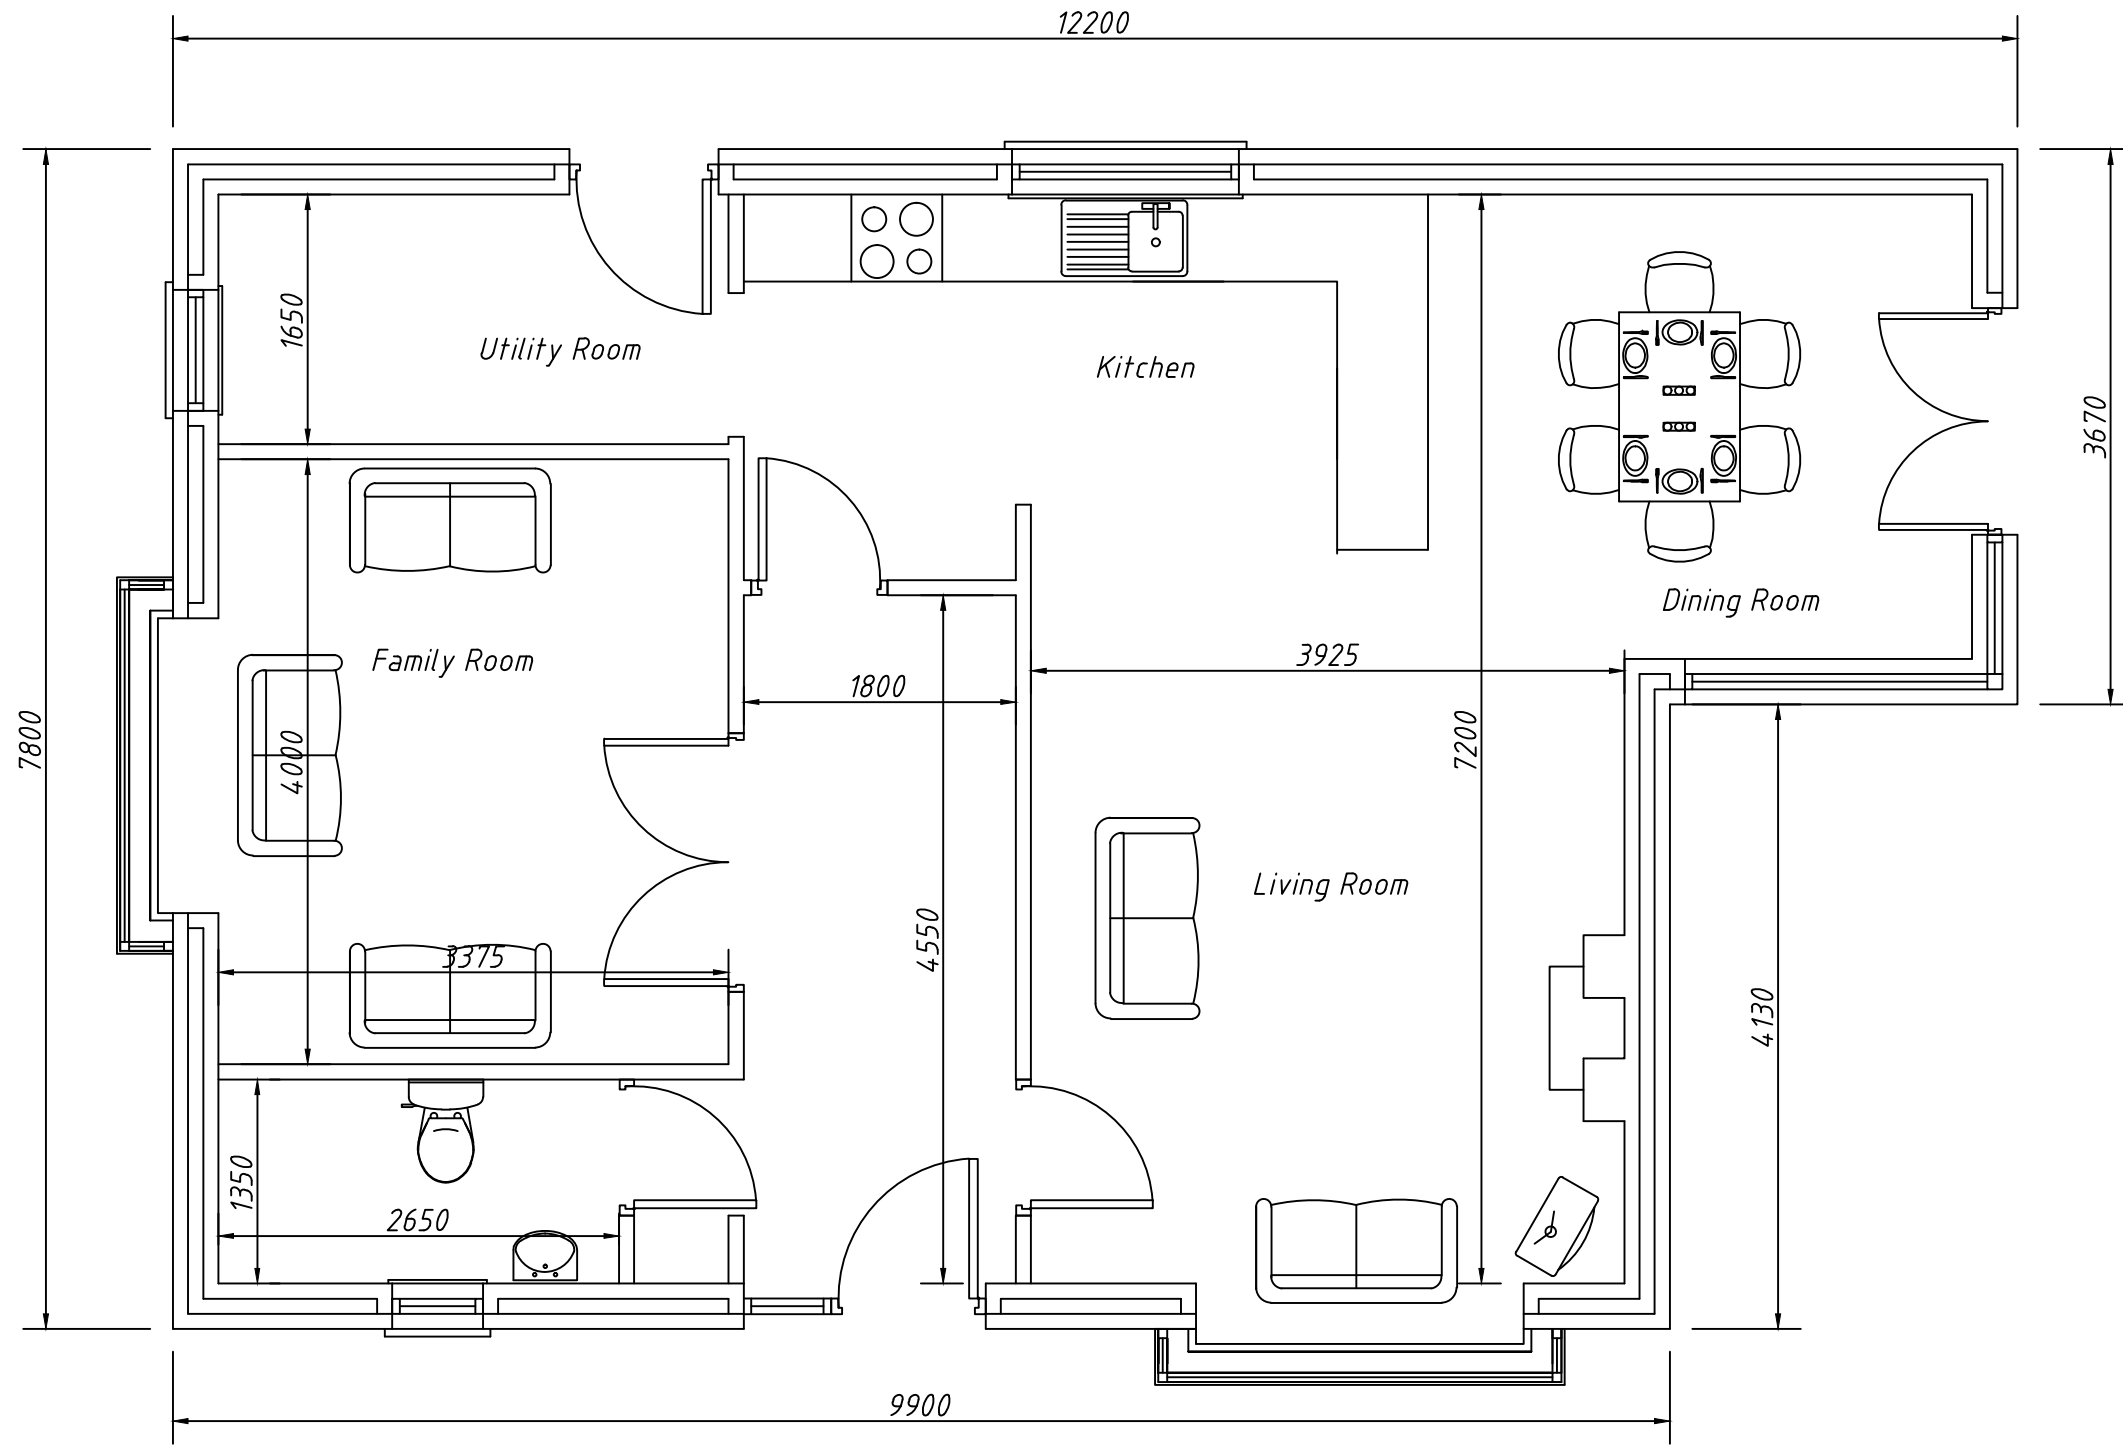 12200
1650
Utility Room
Kitchen
3670
Dining Room
Family Room
3925
1800
7800
4000
7200
Living Room
3375
4550
4130
1350
2650
9900